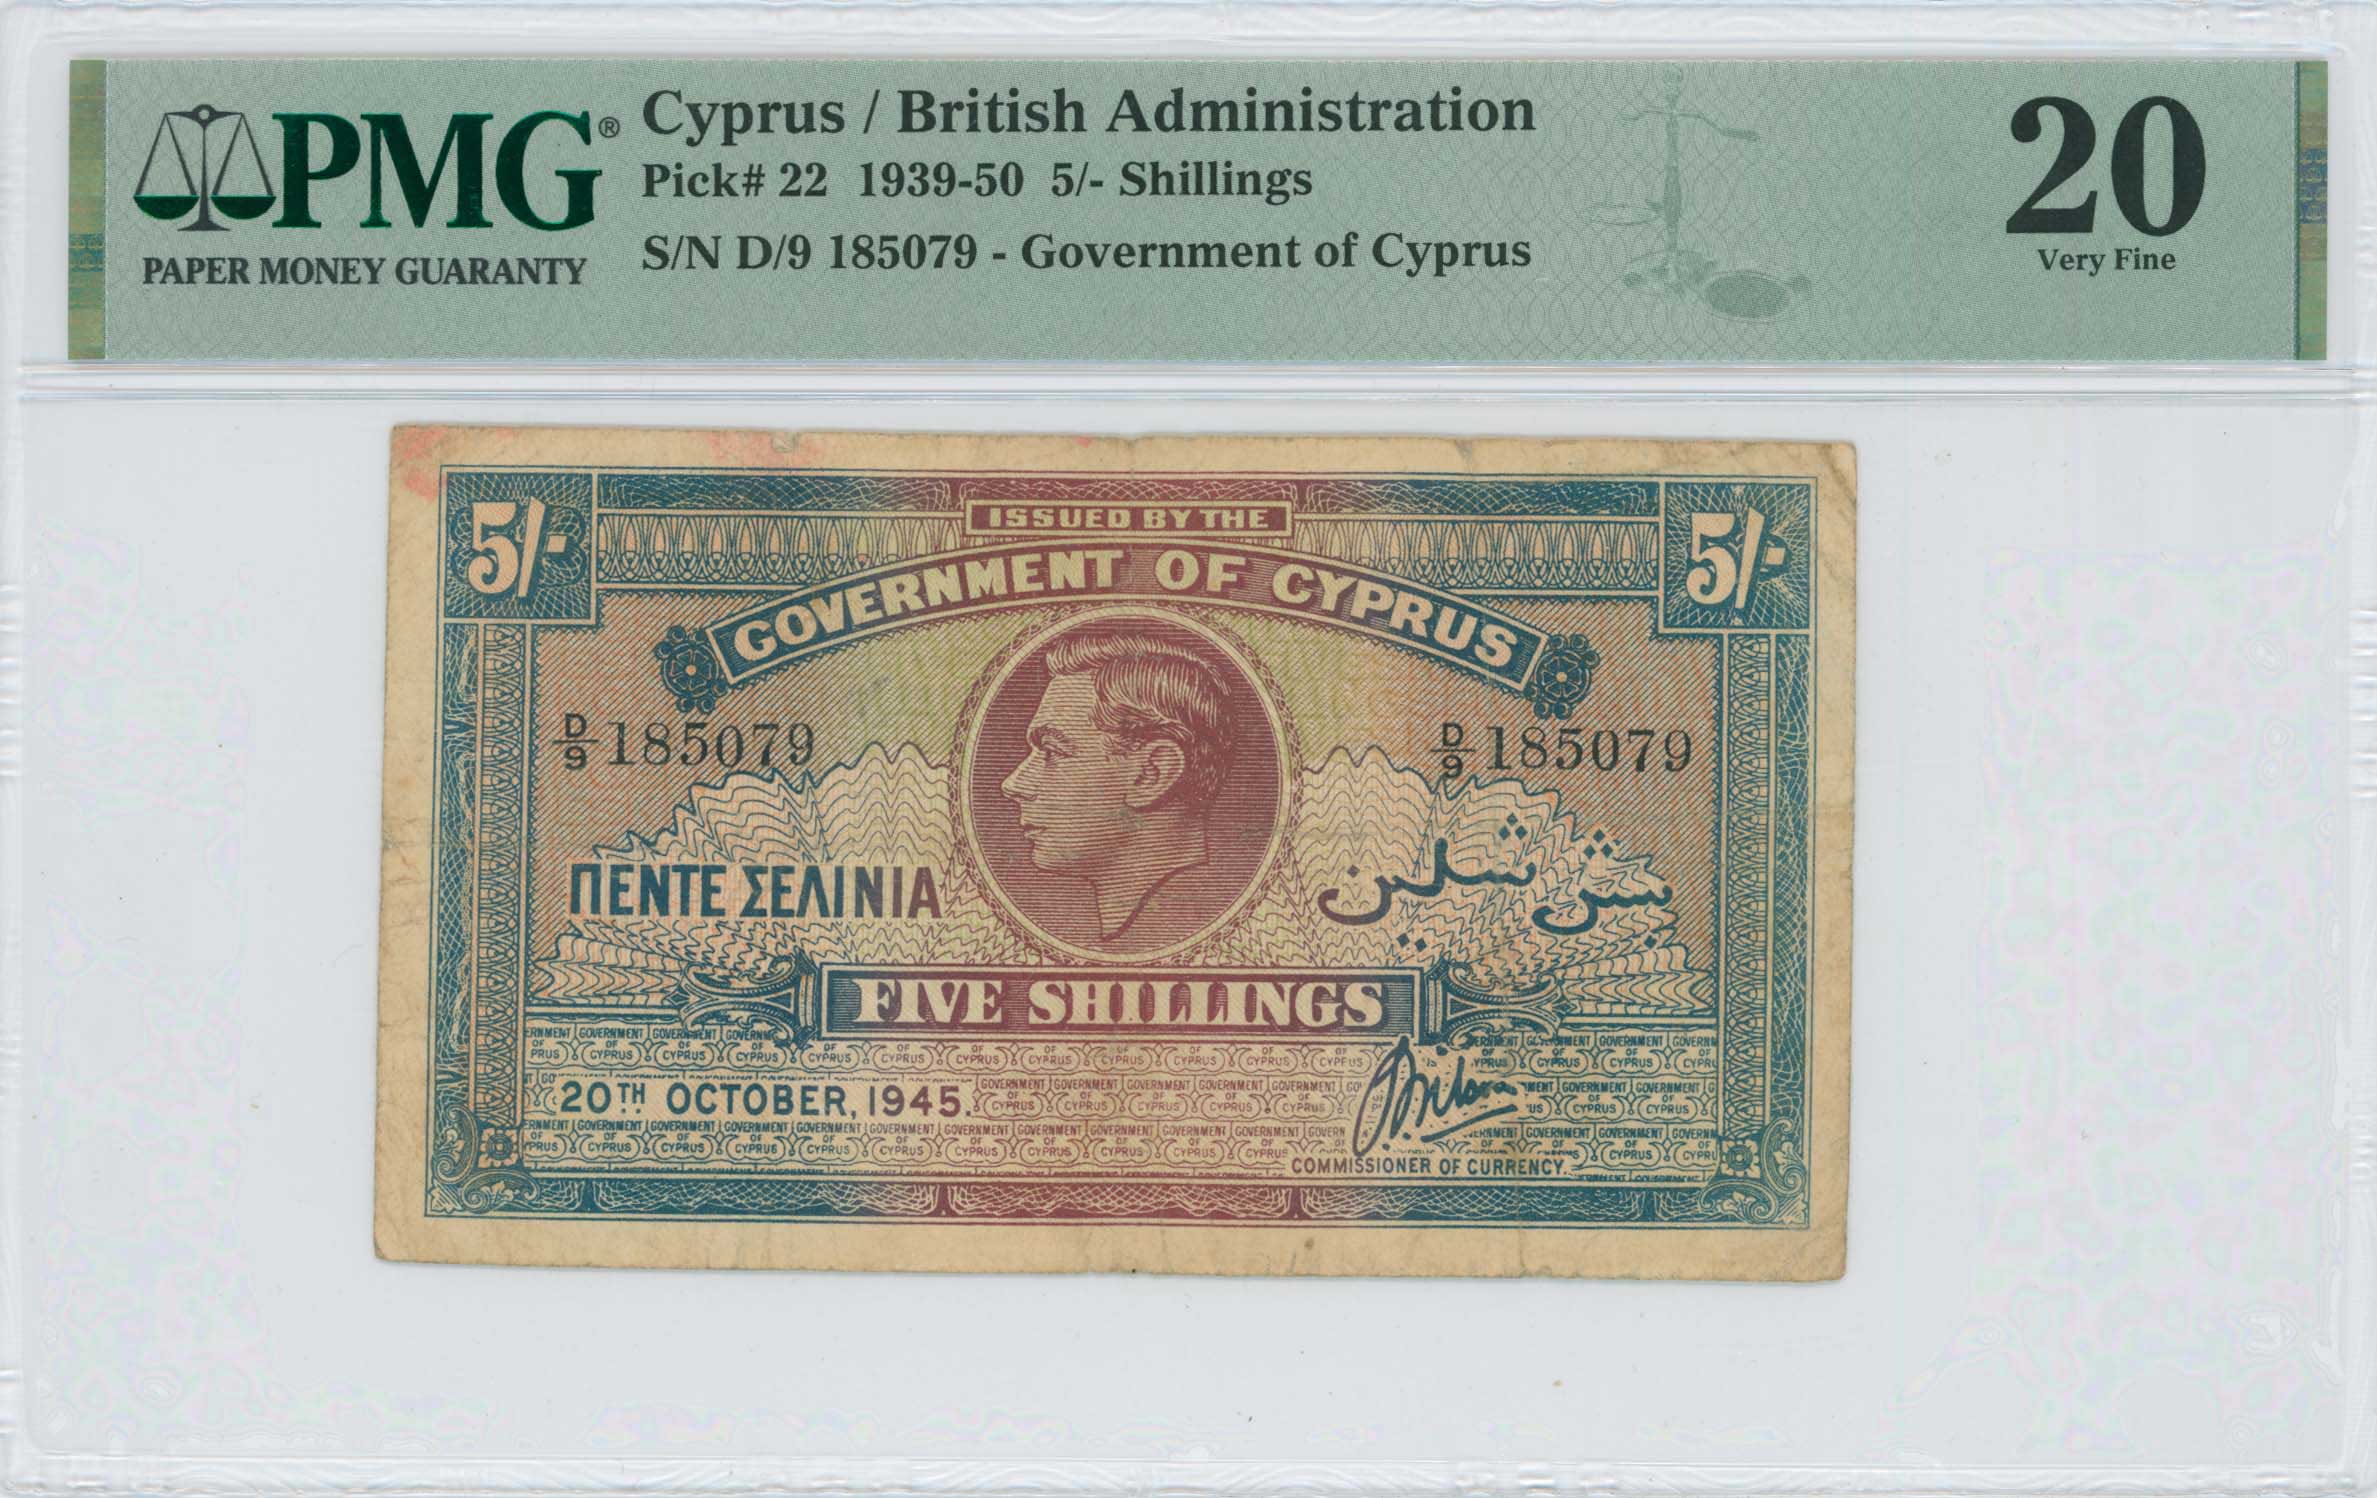 PMG®
PAPER MONEY GUARANTY
Cyprus / British Administration
Pick# 22 1939-50 5/- Shillings
S/N D/9 185079 - Government of Cyprus
20
Very Fine
5/-
ISSUED BY THE
5/-
GOVERNMENT OF CYPRUS
D/9 185079
D/9 185079
ΠΕΝΤΕ ΣΕΛΙΝΙΑ
بش شلين
FIVE SHILLINGS
20TH OCTOBER, 1945.
COMMISSIONER OF CURRENCY.